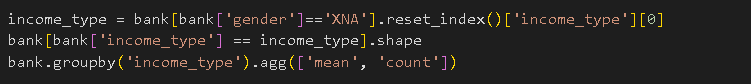 income_type = bank[bank['gender']=='XNA'].reset_index()['income_type'][0]
bank[bank['income_type'] == income_type].shape
bank.groupby('income_type').agg(['mean', 'count'])